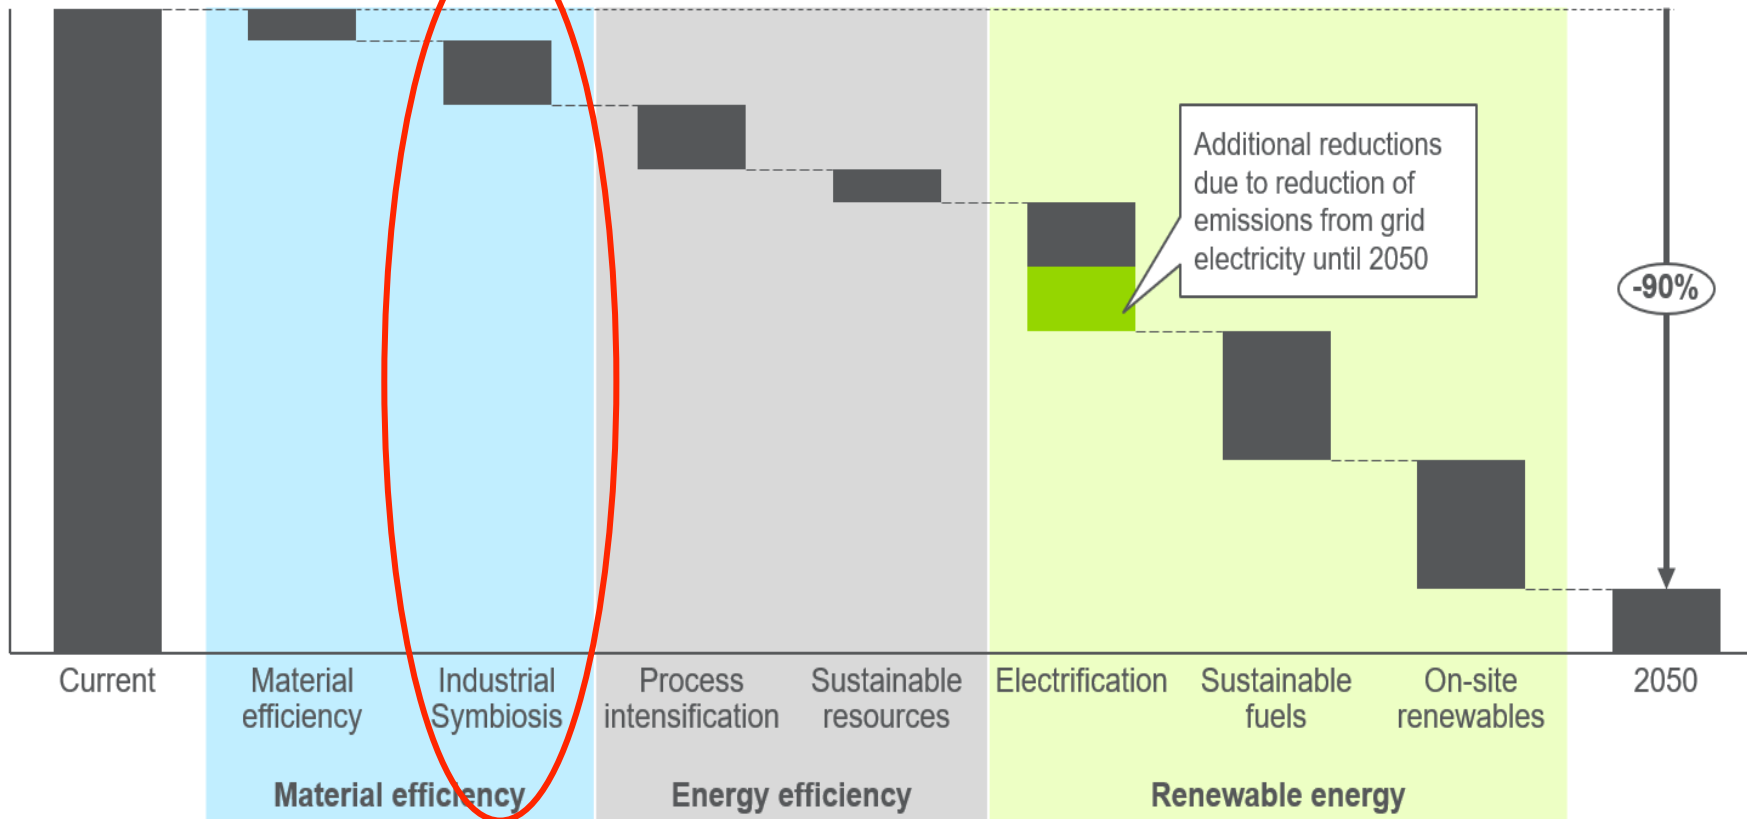 Additional reductions
due to reduction of
emissions from grid
electricity until 2050
-90%
Current
Material
efficiency
Industrial
Symbiosis
Process
intensification
Sustainable
resources
Electrification
Sustainable
fuels
On-site
renewables
2050
Material efficiency
Energy efficiency
Renewable energy